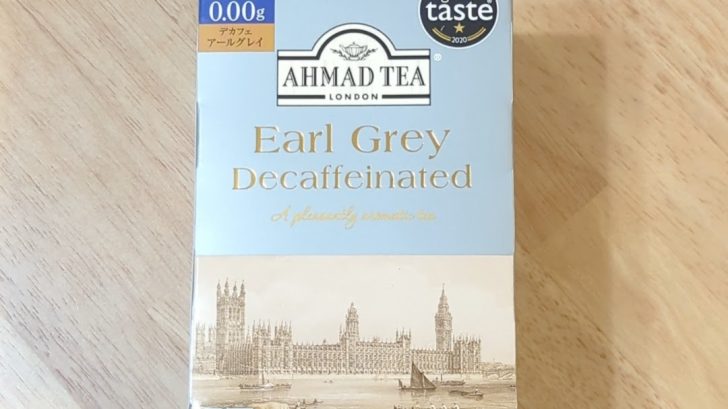 0.00g
デカフェ
アールグレイ
taste
2020
AHMAD TEA
®
LONDON
Earl Grey
Decaffeinated
A pleasantly aromatic tea